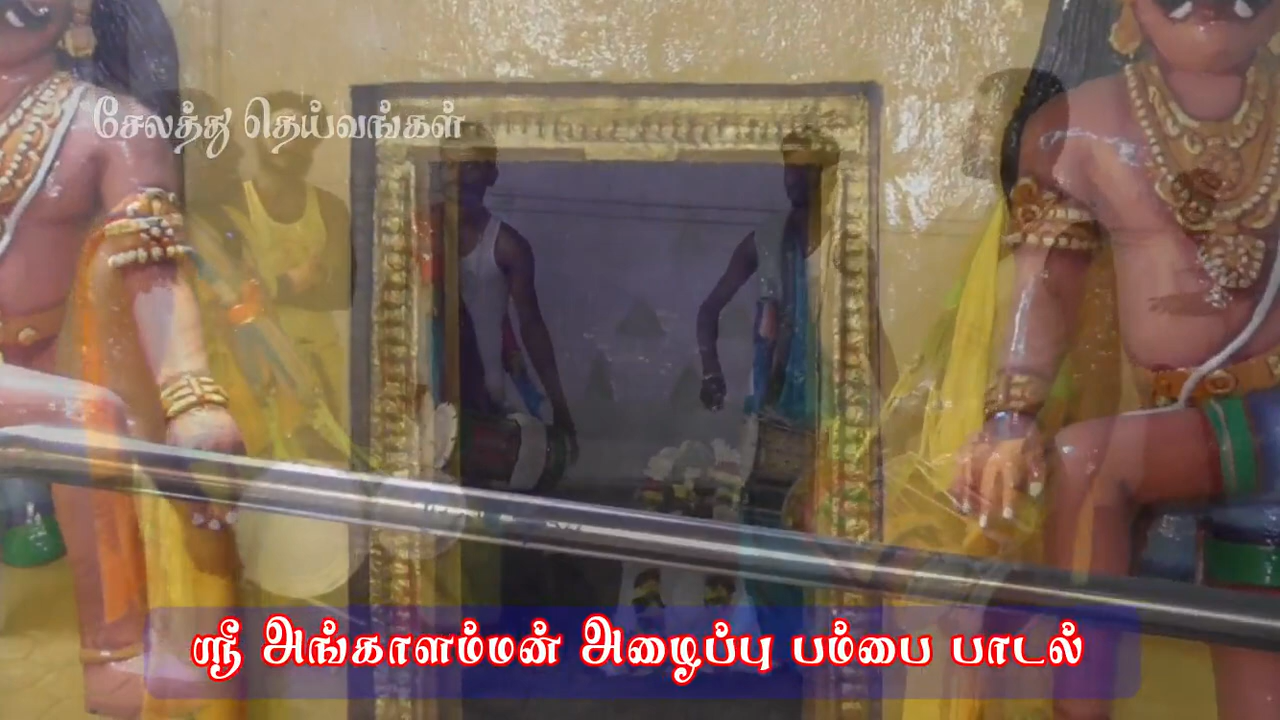 சேலத்து தெய்வங்கள்
ஸ்ரீ அங்காளம்மன் அழைப்பு பம்பை பாடல்